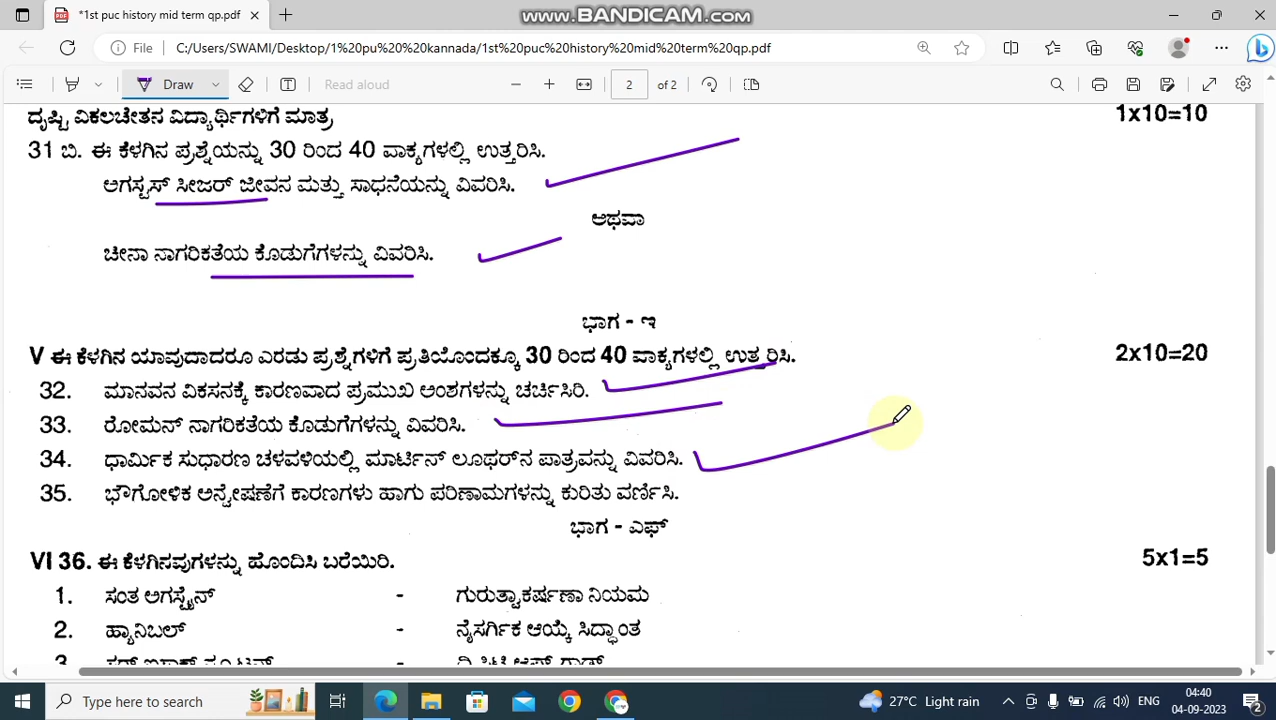 www.BANDICAM.com
*1st puc history mid term qp.pdf
File C:/Users/SWAMI/Desktop/1%20pu%20%20kannada/1st%20puc%20history%20mid%20term%20qp.pdf
Draw Read aloud 2 of 2
ದೃಷ್ಟಿ ವಿಕಲಚೇತನ ವಿದ್ಯಾರ್ಥಿಗಳಿಗೆ ಮಾತ್ರ 1x10=10
31 ಬಿ. ಈ ಕೆಳಗಿನ ಪ್ರಶ್ನೆಯನ್ನು 30 ರಿಂದ 40 ವಾಕ್ಯಗಳಲ್ಲಿ ಉತ್ತರಿಸಿ.
ಅಗಸ್ಟಸ್ ಸೀಜರ್ ಜೀವನ ಮತ್ತು ಸಾಧನೆಯನ್ನು ವಿವರಿಸಿ.
ಅಥವಾ
ಚೀನಾ ನಾಗರಿಕತೆಯ ಕೊಡುಗೆಗಳನ್ನು ವಿವರಿಸಿ.
ಭಾಗ - ಇ
V ಈ ಕೆಳಗಿನ ಯಾವುದಾದರೂ ಎರಡು ಪ್ರಶ್ನೆಗಳಿಗೆ ಪ್ರತಿಯೊಂದಕ್ಕೂ 30 ರಿಂದ 40 ವಾಕ್ಯಗಳಲ್ಲಿ ಉತ್ತರಿಸಿ. 2x10=20
32. ಮಾನವನ ವಿಕಸನಕ್ಕೆ ಕಾರಣವಾದ ಪ್ರಮುಖ ಅಂಶಗಳನ್ನು ಚರ್ಚಿಸಿರಿ.
33. ರೋಮನ್ ನಾಗರಿಕತೆಯ ಕೊಡುಗೆಗಳನ್ನು ವಿವರಿಸಿ.
34. ಧಾರ್ಮಿಕ ಸುಧಾರಣ ಚಳವಳಿಯಲ್ಲಿ ಮಾರ್ಟಿನ್ ಲೂಥರ್‌ನ ಪಾತ್ರವನ್ನು ವಿವರಿಸಿ.
35. ಭೌಗೋಳಿಕ ಅನ್ವೇಷಣೆಗೆ ಕಾರಣಗಳು ಹಾಗು ಪರಿಣಾಮಗಳನ್ನು ಕುರಿತು ವರ್ಣಿಸಿ.
ಭಾಗ - ಎಫ್
VI 36. ಈ ಕೆಳಗಿನವುಗಳನ್ನು ಹೊಂದಿಸಿ ಬರೆಯಿರಿ. 5x1=5
1. ಸಂತ ಅಗಸ್ಟೈನ್ - ಗುರುತ್ವಾಕರ್ಷಣಾ ನಿಯಮ
2. ಹ್ಯಾನಿಬಲ್ - ನೈಸರ್ಗಿಕ ಆಯ್ಕೆ ಸಿದ್ಧಾಂತ
3. ಸರ್ ಐಸಾಕ್ ನ್ಯೂಟನ್ - ದಿ ಸಿಟಿ ಆಫ್ ಗಾಡ್
Type here to search 27°C Light rain ENG 04:40
04-09-2023 2